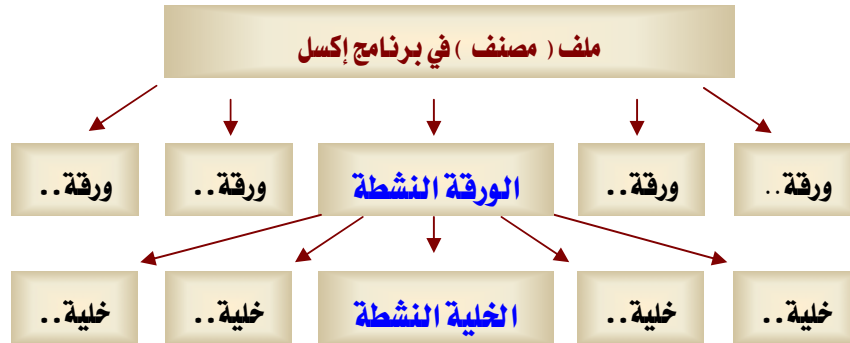 ملف ( مصنف ) في برنامج إكسل
ورقة..
ورقة..
الورقة النشطة
ورقة..
ورقة..
خلية..
خلية..
الخلية النشطة
خلية..
خلية..